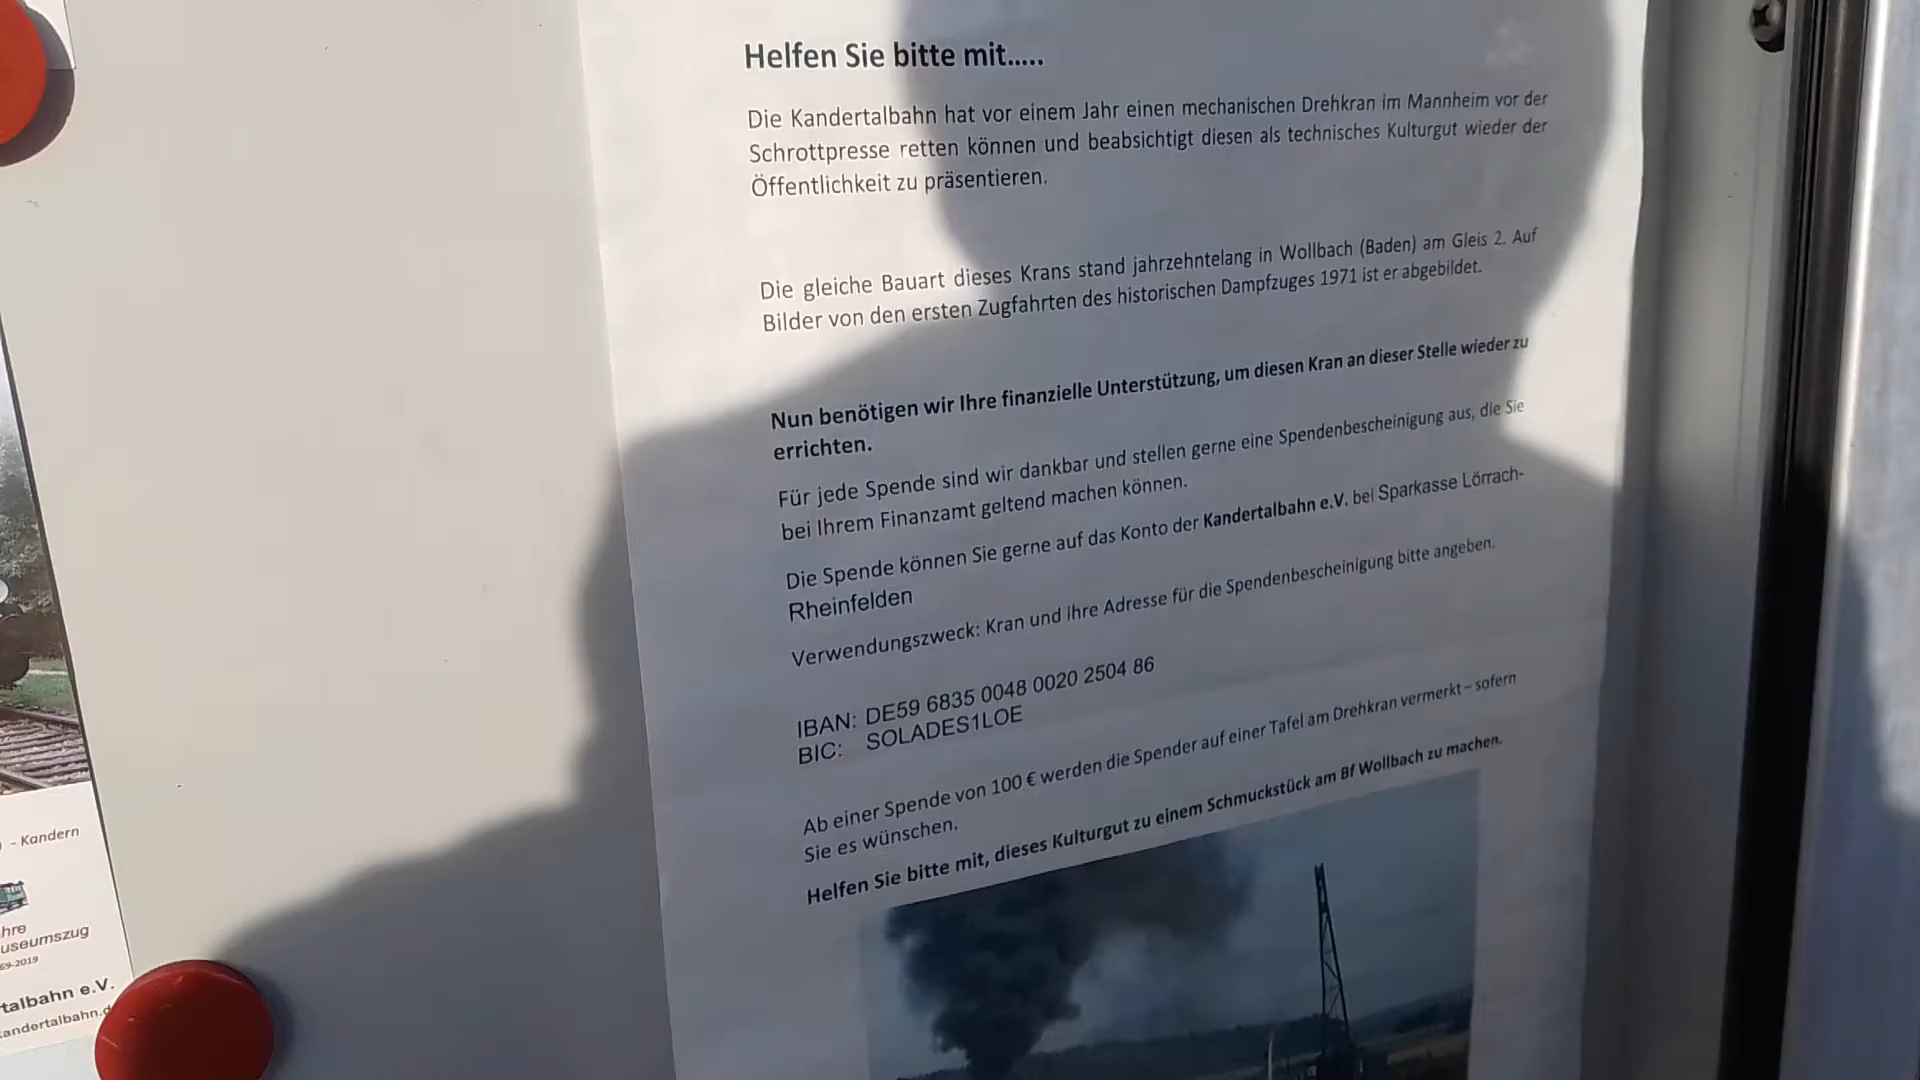 Helfen Sie bitte mit.....
Die Kandertalbahn hat vor einem Jahr einen mechanischen Drehkran im Mannheim vor der
Schrottpresse retten können und beabsichtigt diesen als technisches Kulturgut wieder der
Öffentlichkeit zu präsentieren.
Die gleiche Bauart dieses Krans stand jahrzehntelang in Wollbach (Baden) am Gleis 2. Auf
Bilder von den ersten Zugfahrten des historischen Dampfzuges 1971 ist er abgebildet.
Nun benötigen wir Ihre finanzielle Unterstützung, um diesen Kran an dieser Stelle wieder zu
errichten.
Für jede Spende sind wir dankbar und stellen gerne eine Spendenbescheinigung aus, die Sie
bei Ihrem Finanzamt geltend machen können.
Die Spende können Sie gerne auf das Konto der Kandertalbahn e.V. bei Sparkasse Lörrach-
Rheinfelden
Verwendungszweck: Kran und ihre Adresse für die Spendenbescheinigung bitte angeben.
IBAN: DE59 6835 0048 0020 2504 86
BIC: SOLADES1LOE
Ab einer Spende von 100 € werden die Spender auf einer Tafel am Drehkran vermerkt – sofern
Sie es wünschen.
Helfen Sie bitte mit, dieses Kulturgut zu einem Schmuckstück am Bf Wollbach zu machen.
- Kandern
hre
useumszug
69-2019
talbahn e.V.
andertalbahn.d